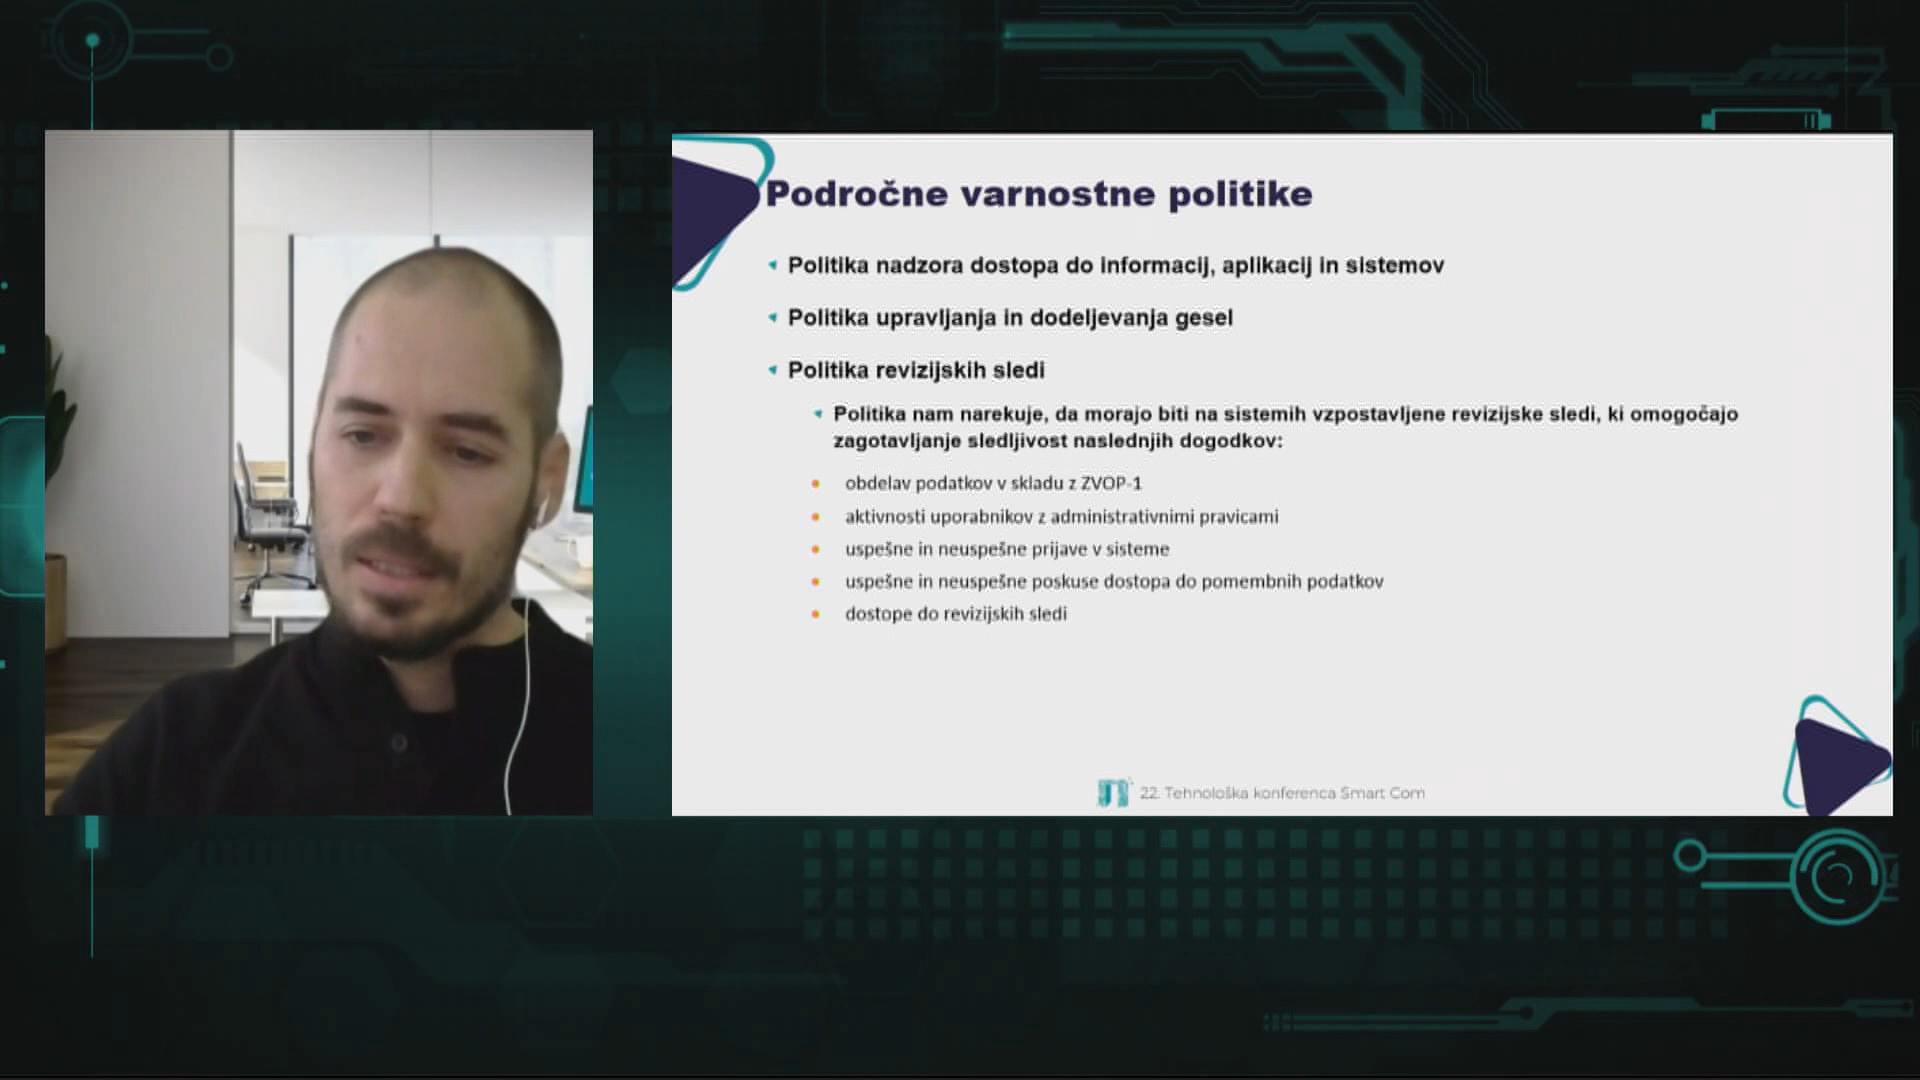 Področne varnostne politike
Politika nadzora dostopa do informacij, aplikacij in sistemov
Politika upravljanja in dodeljevanja gesel
Politika revizijskih sledi
Politika nam narekuje, da morajo biti na sistemih vzpostavljene revizijske sledi, ki omogočajo
zagotavljanje sledljivost naslednjih dogodkov:
obdelav podatkov v skladu z ZVOP-1
aktivnosti uporabnikov z administrativnimi pravicami
uspešne in neuspešne prijave v sisteme
uspešne in neuspešne poskuse dostopa do pomembnih podatkov
dostope do revizijskih sledi
22. Tehnološka konferenca Smart Com